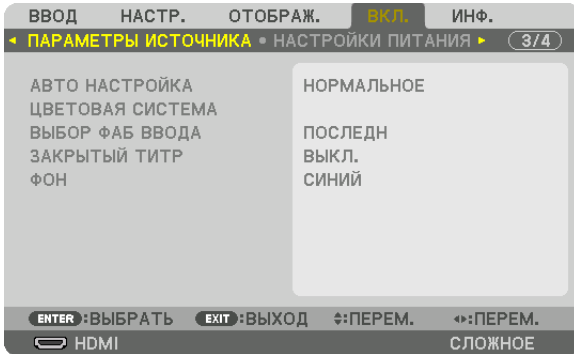 ВВОД НАСТР. ОТОБРАЖ. ВКЛ. ИНФ.
◂ ПАРАМЕТРЫ ИСТОЧНИКА • НАСТРОЙКИ ПИТАНИЯ ▸ 3/4
АВТО НАСТРОЙКА НОРМАЛЬНОЕ
ЦВЕТОВАЯ СИСТЕМА
ВЫБОР ФАБ ВВОДА ПОСЛЕДН
ЗАКРЫТЫЙ ТИТР ВЫКЛ.
ФОН СИНИЙ
ENTER :ВЫБРАТЬ EXIT :ВЫХОД ♦:ПЕРЕМ. ◂▸:ПЕРЕМ.
HDMI СЛОЖНОЕ